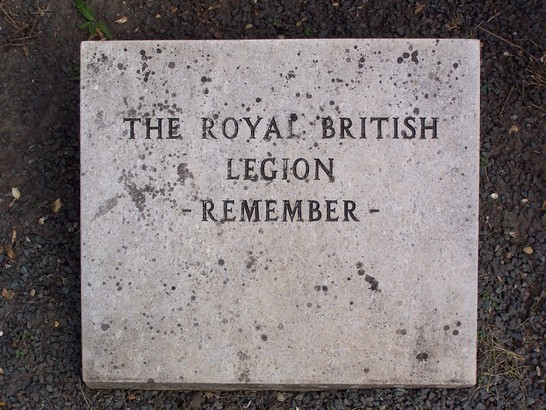 THE ROYAL BRITISH
LEGION
- REMEMBER -